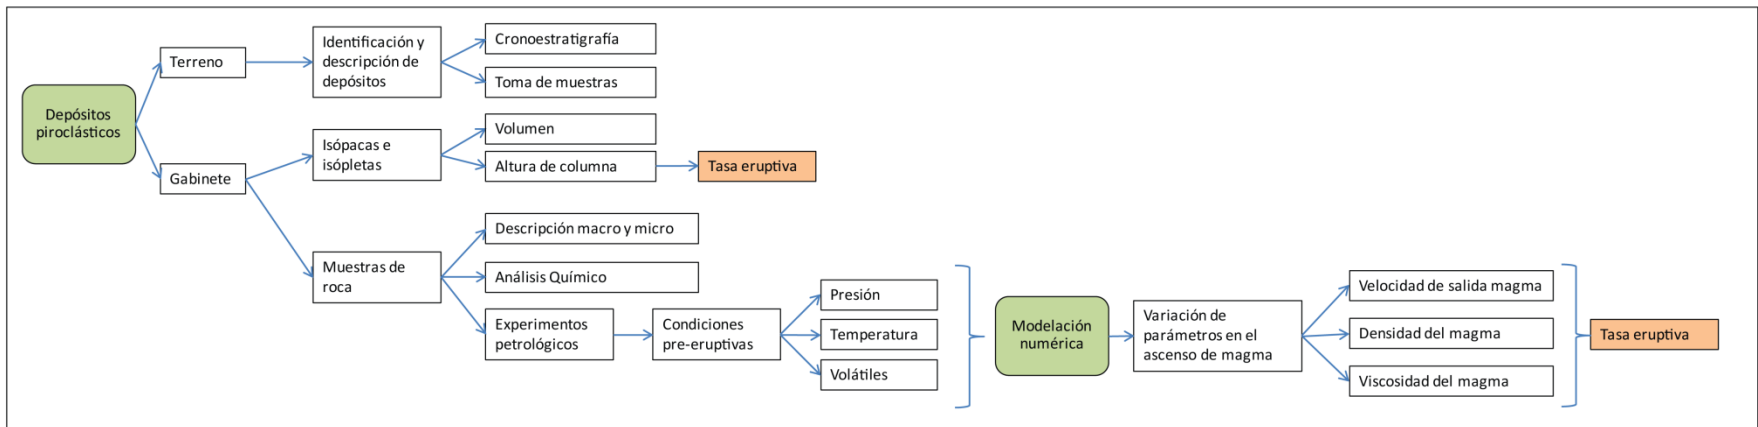 Depósitos
piroclásticos
Terreno
Gabinete
Identificación y
descripción de
depósitos
Cronoestratigrafía
Toma de muestras
Isópacas e
isópletas
Volumen
Altura de columna
Tasa eruptiva
Muestras de
roca
Descripción macro y micro
Análisis Químico
Experimentos
petrológicos
Condiciones
pre-eruptivas
Presión
Temperatura
Volátiles
Modelación
numérica
Variación de
parámetros en el
ascenso de magma
Velocidad de salida magma
Densidad del magma
Viscosidad del magma
Tasa eruptiva